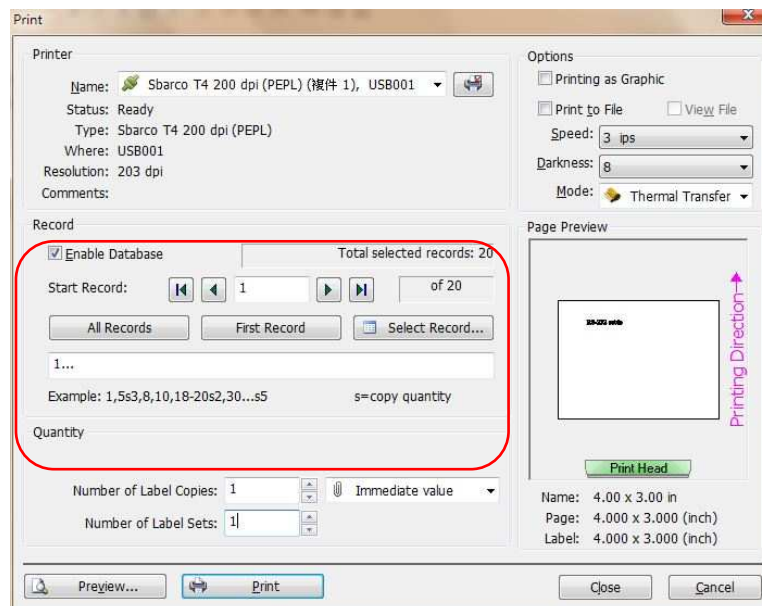 Print
Printer
Name: Sbarco T4 200 dpi (PEPL) (複件 1), USB001
Status: Ready
Type: Sbarco T4 200 dpi (PEPL)
Where: USB001
Resolution: 203 dpi
Comments:
Record
Enable Database Total selected records: 20
Start Record: 1 of 20
All Records First Record Select Record...
1...
Example: 1,5s3,8,10,18-20s2,30...s5 s=copy quantity
Quantity
Number of Label Copies: 1 Immediate value
Number of Label Sets: 1
Options
Printing as Graphic
Print to File View File
Speed: 3 ips
Darkness: 8
Mode: Thermal Transfer
Page Preview
Printing Direction
Print Head
Name: 4.00 x 3.00 in
Page: 4.000 x 3.000 (inch)
Label: 4.000 x 3.000 (inch)
Preview... Print Close Cancel